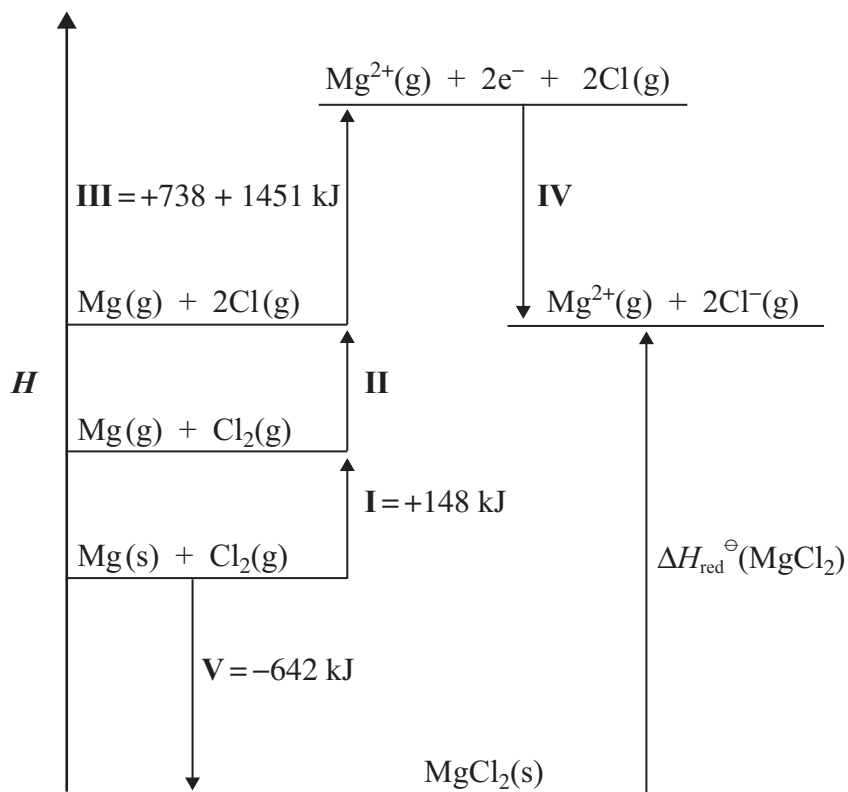 Mg²⁺(g) + 2e⁻ + 2Cl(g)
III = +738 + 1451 kJ
IV
Mg(g) + 2Cl(g)
Mg²⁺(g) + 2Cl⁻(g)
H
II
Mg(g) + Cl₂(g)
I = +148 kJ
Mg(s) + Cl₂(g)
ΔH_red^⊖(MgCl₂)
V = −642 kJ
MgCl₂(s)